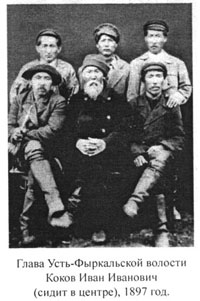 Глава Усть-Фыркальской волости
Коков Иван Иванович
(сидит в центре), 1897 год.